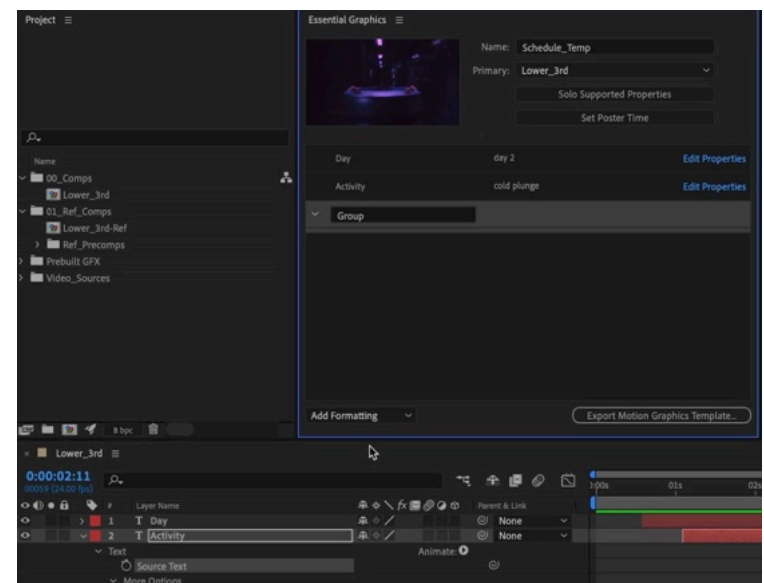 Project
Essential Graphics
Name: Schedule_Temp
Primary: Lower_3rd
Solo Supported Properties
Set Poster Time
Name
00_Comps
Lower_3rd
01_Ref_Comps
Lower_3rd-Ref
Ref_Precomps
Prebuilt GFX
Video_Sources
Day day 2 Edit Properties
Activity cold plunge Edit Properties
Group
Add Formatting
Export Motion Graphics Template...
8 bpc
Lower_3rd
0:00:02:11
00059 (24.00 fps)
:00s 01s 02s
# Layer Name fx Parent & Link
1 T Day None
2 T Activity None
Text Animate:
Source Text
More Options